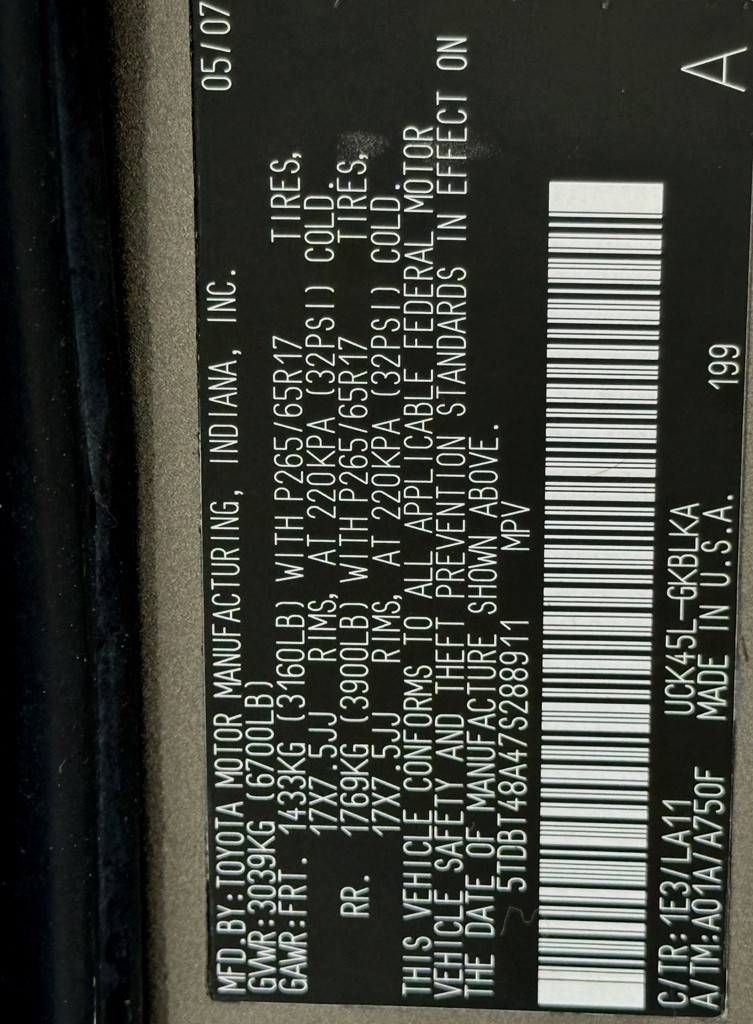 MFD.BY:TOYOTA MOTOR MANUFACTURING, INDIANA, INC. 05/07
GVWR:3039KG (6700LB)
GAWR:FRT. 1433KG (3160LB) WITH P265/65R17 TIRES,
17X7.5JJ RIMS, AT 220KPA (32PSI) COLD.
RR. 1769KG (3900LB) WITH P265/65R17 TIRES,
17X7.5JJ RIMS, AT 220KPA (32PSI) COLD.
THIS VEHICLE CONFORMS TO ALL APPLICABLE FEDERAL MOTOR
VEHICLE SAFETY AND THEFT PREVENTION STANDARDS IN EFFECT ON
THE DATE OF MANUFACTURE SHOWN ABOVE.
5TDBT48A47S288911 MPV
C/TR:1E3/LA11 UCK45L-GKBLKA 199 A
A/TM:A01A/A750F MADE IN U.S.A.